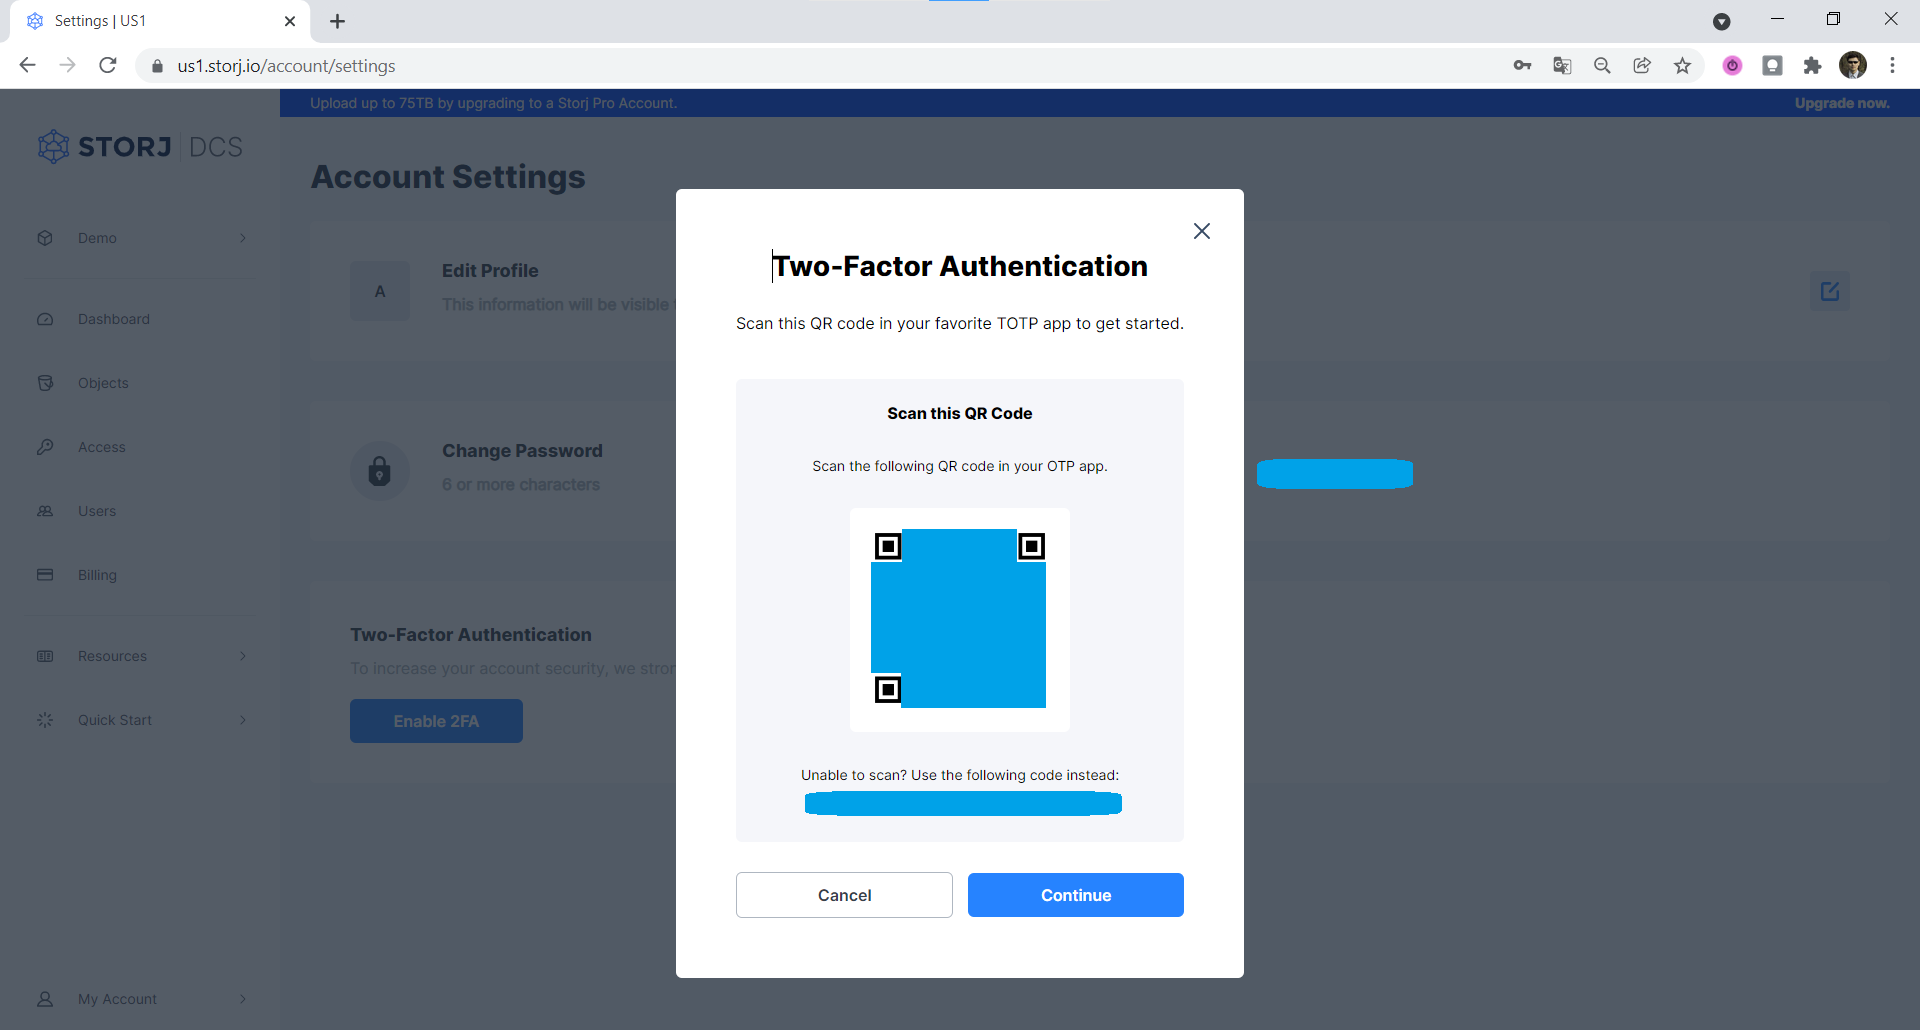 Settings | US1
us1.storj.io/account/settings
Upload up to 75TB by upgrading to a Storj Pro Account.
Upgrade now.
STORJ | DCS
Demo
Dashboard
Objects
Access
Users
Billing
Resources
Quick Start
My Account
Account Settings
A
Edit Profile
This information will be visible
Change Password
6 or more characters
Two-Factor Authentication
To increase your account security, we stron
Enable 2FA
Two-Factor Authentication
Scan this QR code in your favorite TOTP app to get started.
Scan this QR Code
Scan the following QR code in your OTP app.
Unable to scan? Use the following code instead:
Cancel
Continue